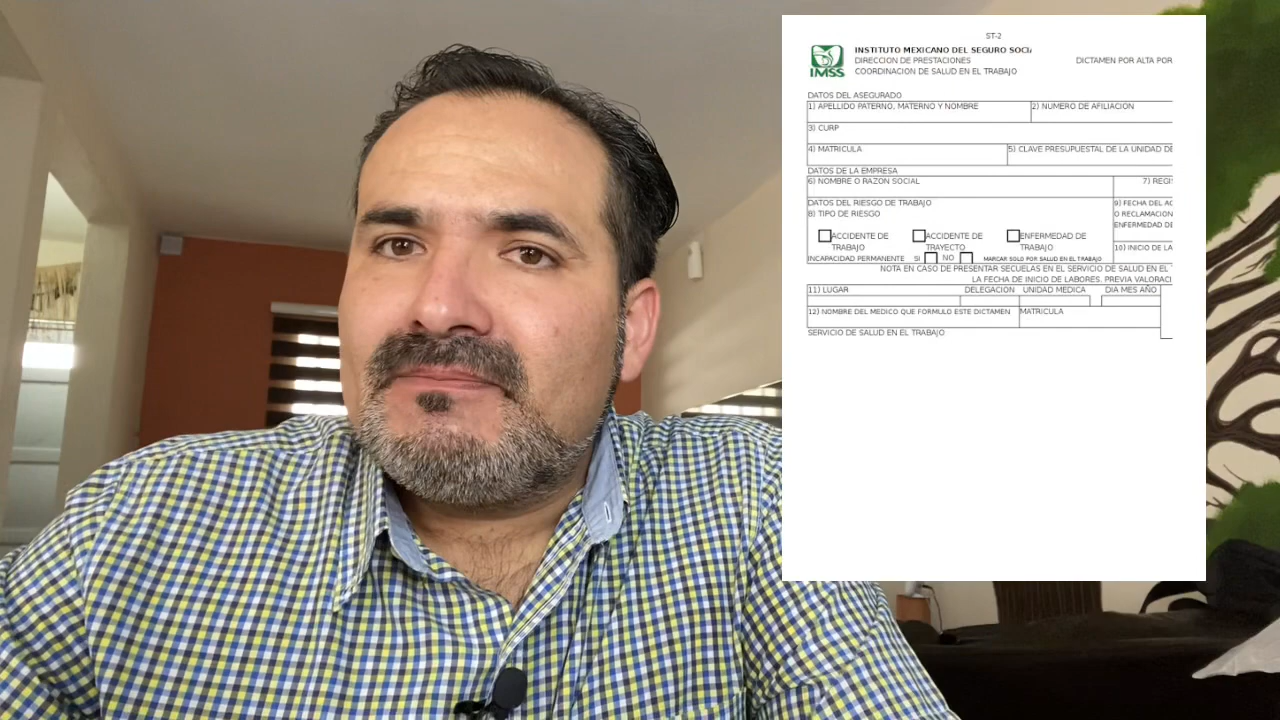 ST-2
IMSS
INSTITUTO MEXICANO DEL SEGURO
DIRECCION DE PRESTACIONES
DICTAMEN POR ALTA POR
COORDINACION DE SALUD EN EL TRABAJO
DATOS DEL ASEGURADO
1) APELLIDO PATERNO, MATERNO Y NOMBRE
2) NUMERO DE AFILIACION
3) CURP
4) MATRICULA
5) CLAVE PRESUPUESTAL DE LA UNIDAD DE
DATOS DE LA EMPRESA
6) NOMBRE O RAZON SOCIAL
7)
DATOS DEL RIESGO DE TRABAJO
9) FECHA DEL
8) TIPO DE RIESGO
O RECLAMACION
ENFERMEDAD DE
ACCIDENTE DE TRABAJO
ACCIDENTE DE TRAYECTO
ENFERMEDAD DE TRABAJO
10) INICIO DE
INCAPACIDAD PERMANENTE SI NO MARCAR SOLO POR SALUD EN EL TRABAJO
NOTA EN CASO DE PRESENTAR SECUELAS EN EL SERVICIO DE SALUD EN EL
LA FECHA DE INICIO DE LABORES. PREVIA
11) LUGAR DELEGACION UNIDAD MEDICA DIA MES AÑO
12) NOMBRE DEL MEDICO QUE FORMULO ESTE DICTAMEN MATRICULA
SERVICIO DE SALUD EN EL TRABAJO